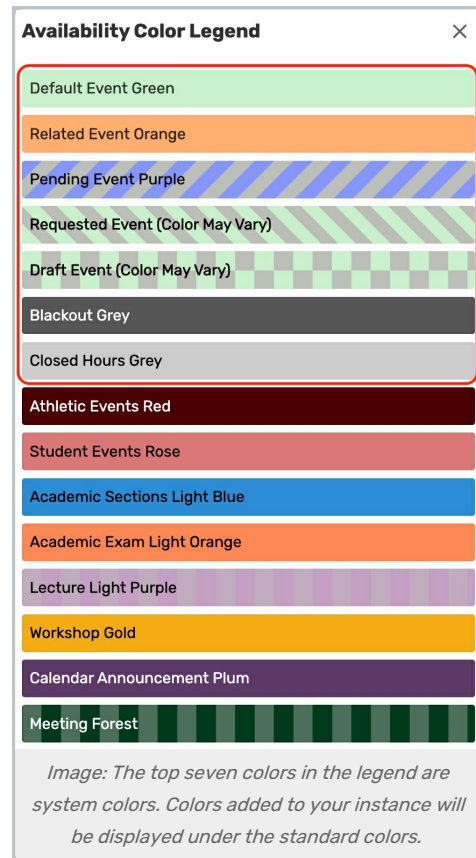 Availability Color Legend
Default Event Green
Related Event Orange
Pending Event Purple
Requested Event (Color May Vary)
Draft Event (Color May Vary)
Blackout Grey
Closed Hours Grey
Athletic Events Red
Student Events Rose
Academic Sections Light Blue
Academic Exam Light Orange
Lecture Light Purple
Workshop Gold
Calendar Announcement Plum
Meeting Forest
Image: The top seven colors in the legend are
system colors. Colors added to your instance will
be displayed under the standard colors.